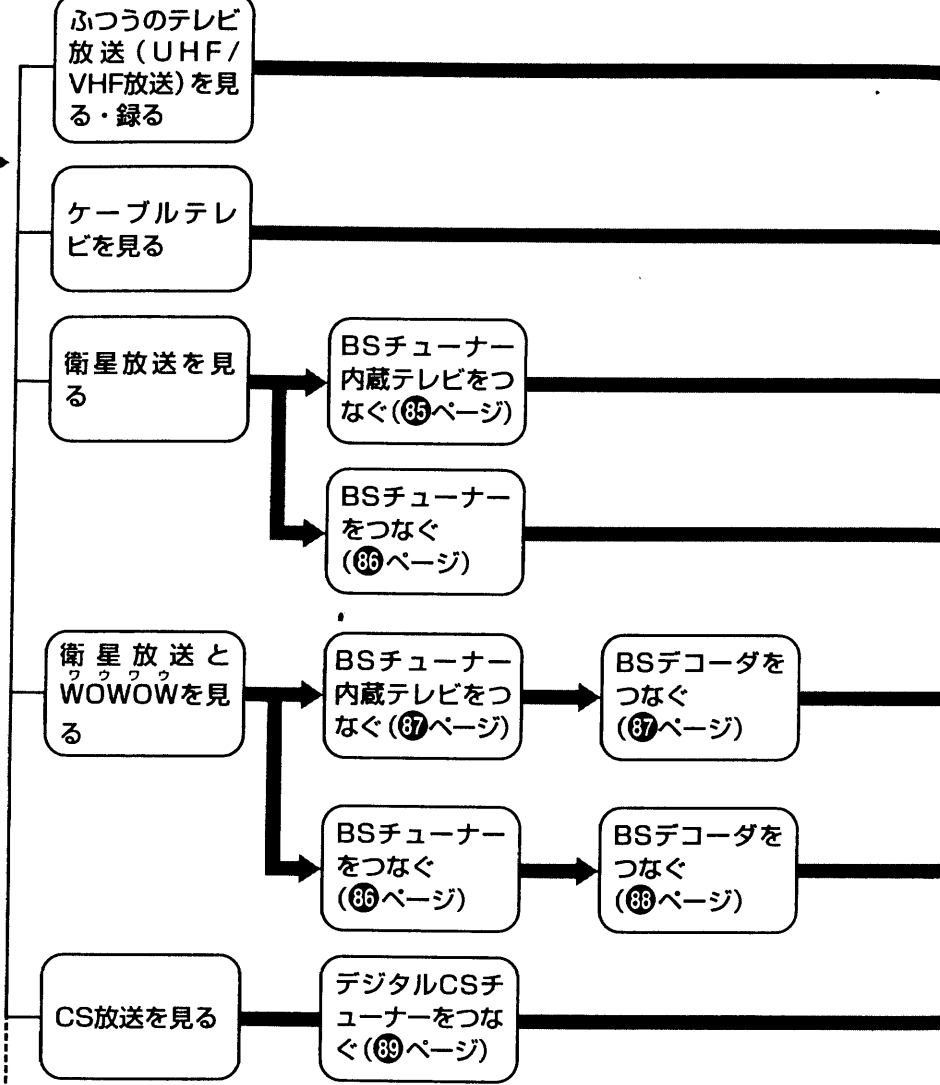 ふつうのテレビ
放送(UHF/
VHF放送)を見
る・録る
ケーブルテレ
ビを見る
衛星放送を見
る
BSチューナー
内蔵テレビをつ
なぐ(85ページ)
BSチューナー
をつなぐ
(86ページ)
衛星放送と
ワウワウ
WOWOWを見
る
BSチューナー
内蔵テレビをつ
なぐ(87ページ)
BSデコーダを
つなぐ
(87ページ)
BSチューナー
をつなぐ
(86ページ)
BSデコーダを
つなぐ
(88ページ)
CS放送を見る
デジタルCSチ
ューナーをつな
ぐ(89ページ)